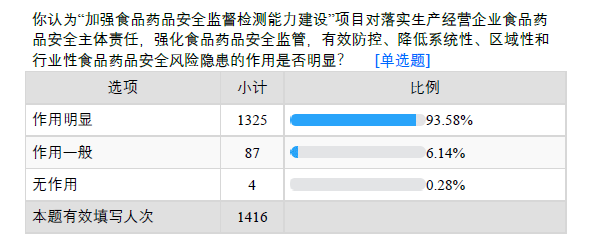 你认为“加强食品药品安全监督检测能力建设”项目对落实生产经营企业食品药
品安全主体责任，强化食品药品安全监管，有效防控、降低系统性、区域性和
行业性食品药品安全风险隐患的作用是否明显？ [单选题]
选项 小计 比例
作用明显 1325 93.58%
作用一般 87 6.14%
无作用 4 0.28%
本题有效填写人次 1416